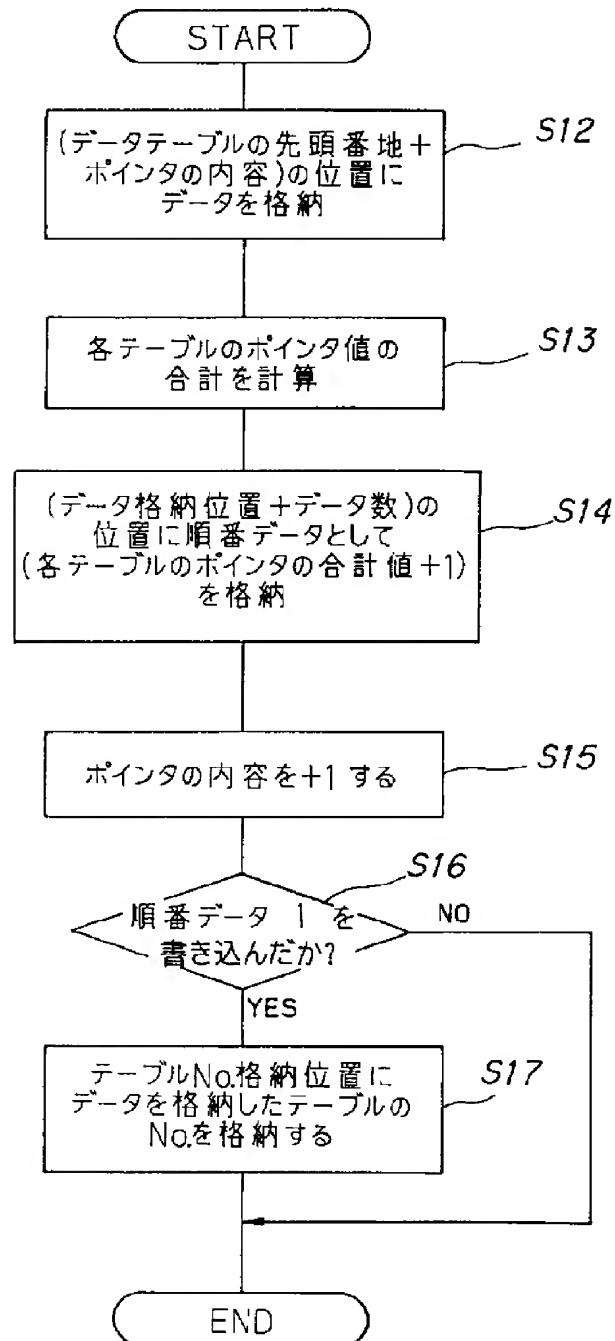 START
(データテーブルの先頭番地+
ポインタの内容)の位置に
データを格納
S12
各テーブルのポインタ値の
合計を計算
S13
(データ格納位置+データ数)の
位置に順番データとして
(各テーブルのポインタの合計値+1)
を格納
S14
ポインタの内容を+1する
S15
S16
順番データ 1 を
書き込んだか?
NO
YES
テーブルNo.格納位置に
データを格納したテーブルの
No.を格納する
S17
END